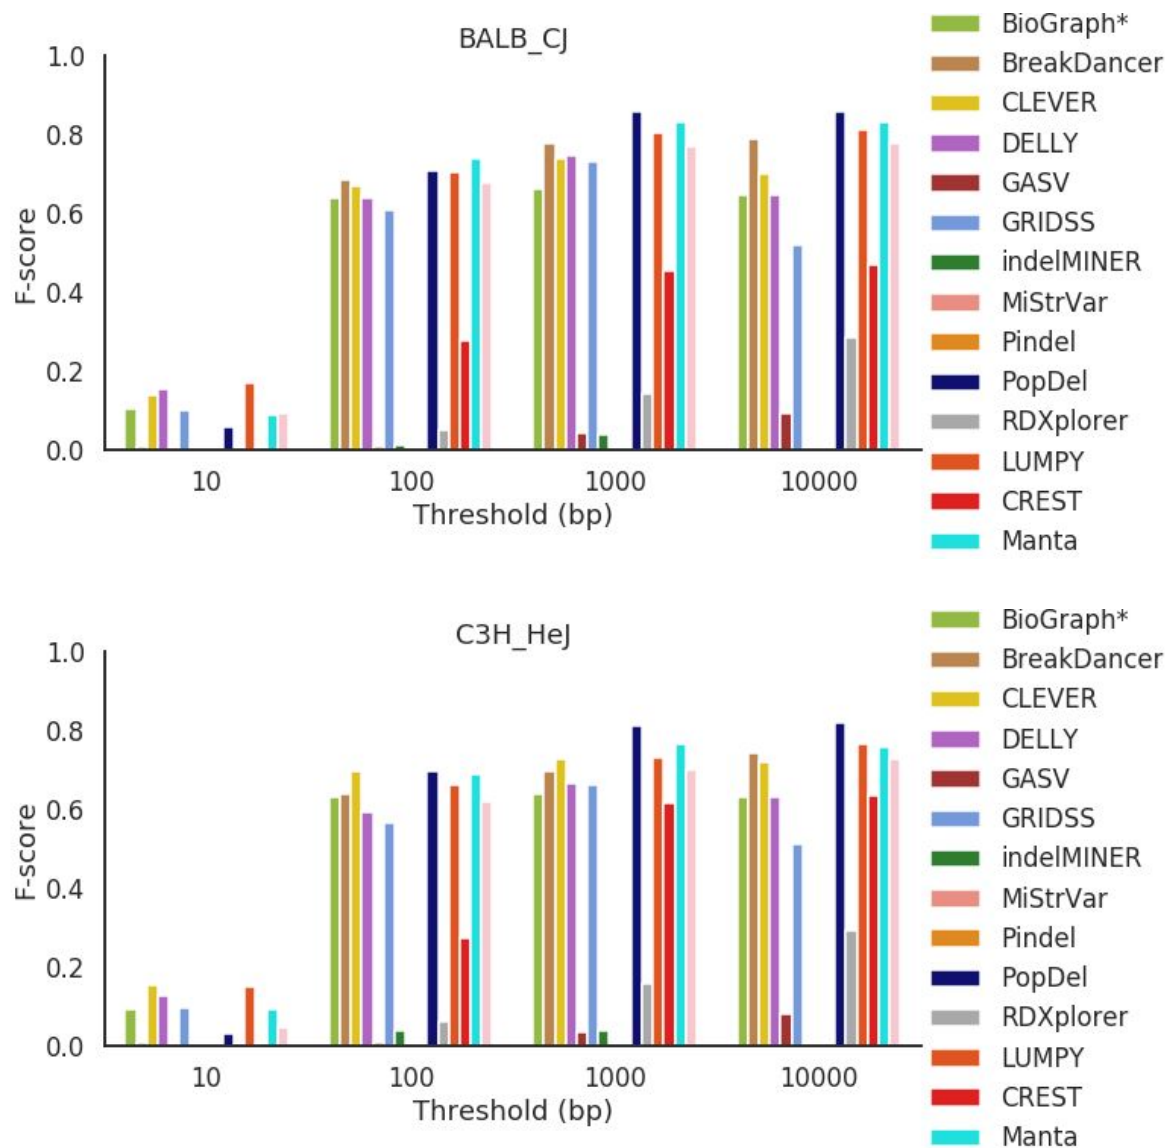 BALB_CJ
1.0
0.8
0.6
0.4
0.2
0.0
F-score
10 100 1000 10000
Threshold (bp)
BioGraph*
BreakDancer
CLEVER
DELLY
GASV
GRIDSS
indelMINER
MiStrVar
Pindel
PopDel
RDXplorer
LUMPY
CREST
Manta
C3H_HeJ
1.0
0.8
0.6
0.4
0.2
0.0
F-score
10 100 1000 10000
Threshold (bp)
BioGraph*
BreakDancer
CLEVER
DELLY
GASV
GRIDSS
indelMINER
MiStrVar
Pindel
PopDel
RDXplorer
LUMPY
CREST
Manta